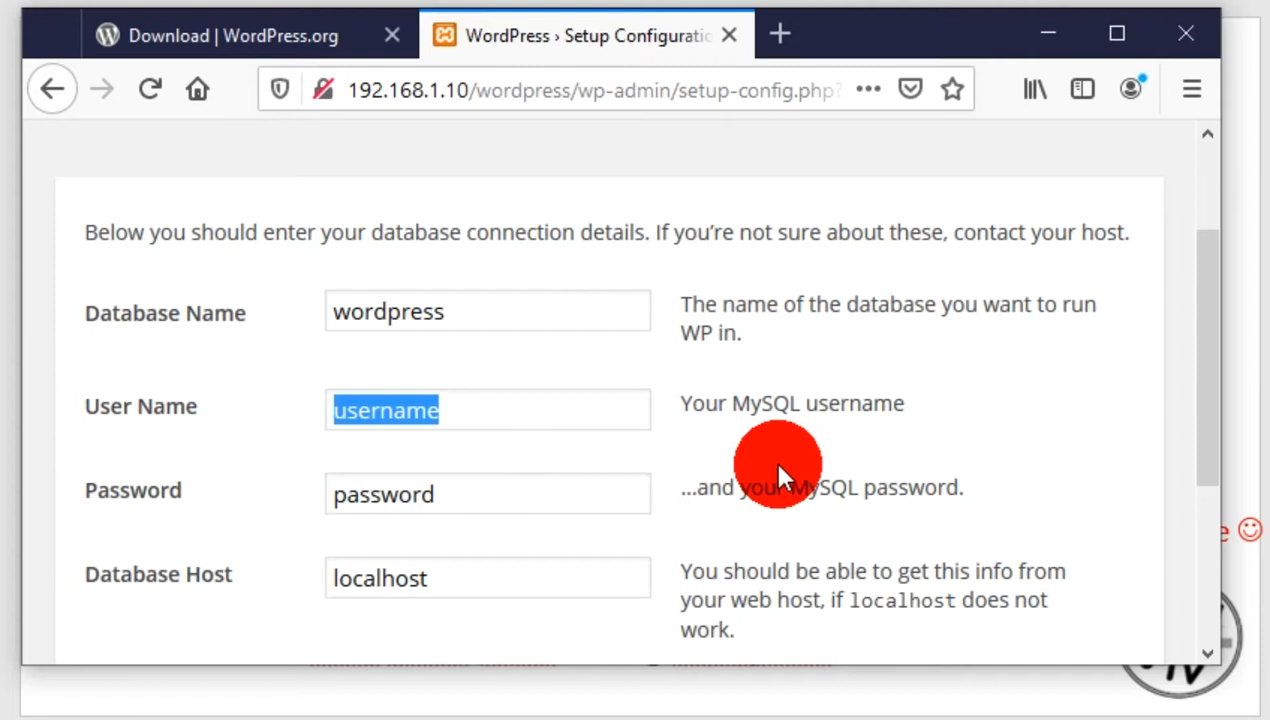 Download | WordPress.org
WordPress › Setup Configuratio
192.168.1.10/wordpress/wp-admin/setup-config.php?
Below you should enter your database connection details. If you’re not sure about these, contact your host.
Database Name
wordpress
The name of the database you want to run
WP in.
User Name
username
Your MySQL username
Password
password
...and your MySQL password.
Database Host
localhost
You should be able to get this info from
your web host, if localhost does not
work.
e ☺